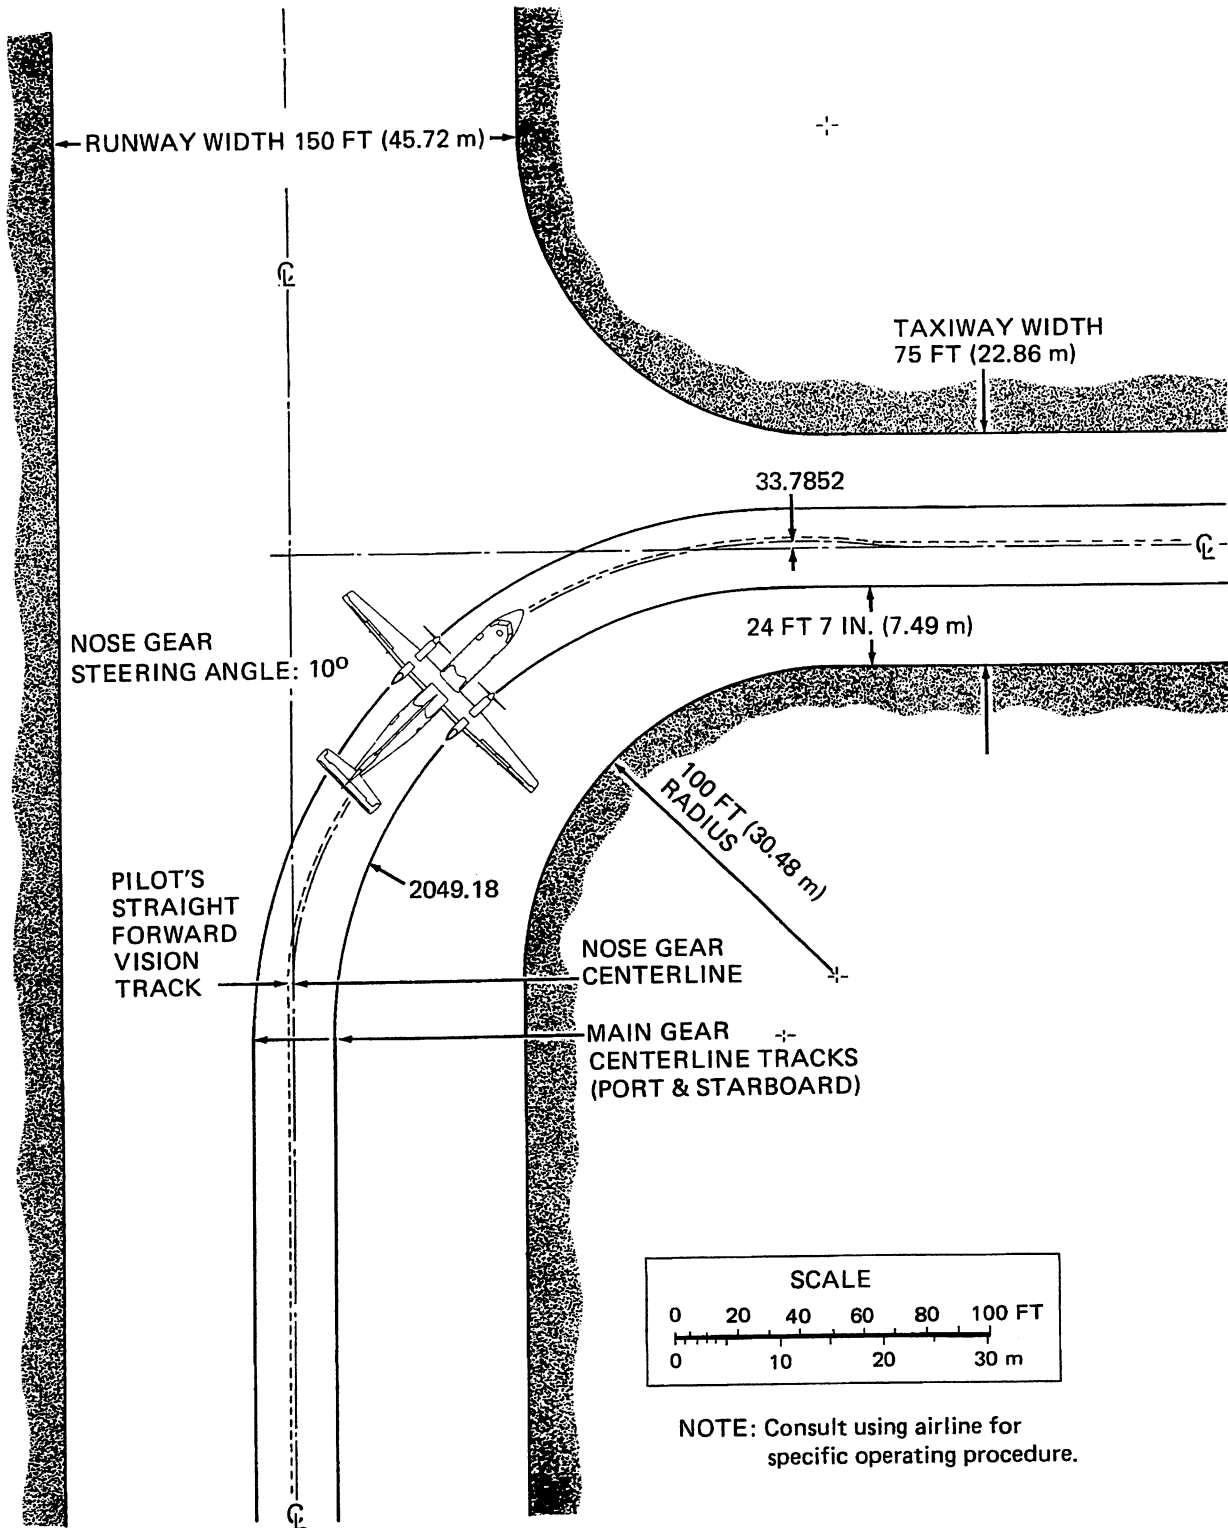 RUNWAY WIDTH 150 FT (45.72 m)
℄
TAXIWAY WIDTH
75 FT (22.86 m)
33.7852
℄
24 FT 7 IN. (7.49 m)
NOSE GEAR
STEERING ANGLE: 10°
100 FT (30.48 m)
RADIUS
2049.18
PILOT'S
STRAIGHT
FORWARD
VISION
TRACK
NOSE GEAR
CENTERLINE
MAIN GEAR
CENTERLINE TRACKS
(PORT & STARBOARD)
SCALE
0 20 40 60 80 100 FT
0 10 20 30 m
NOTE: Consult using airline for
specific operating procedure.
℄